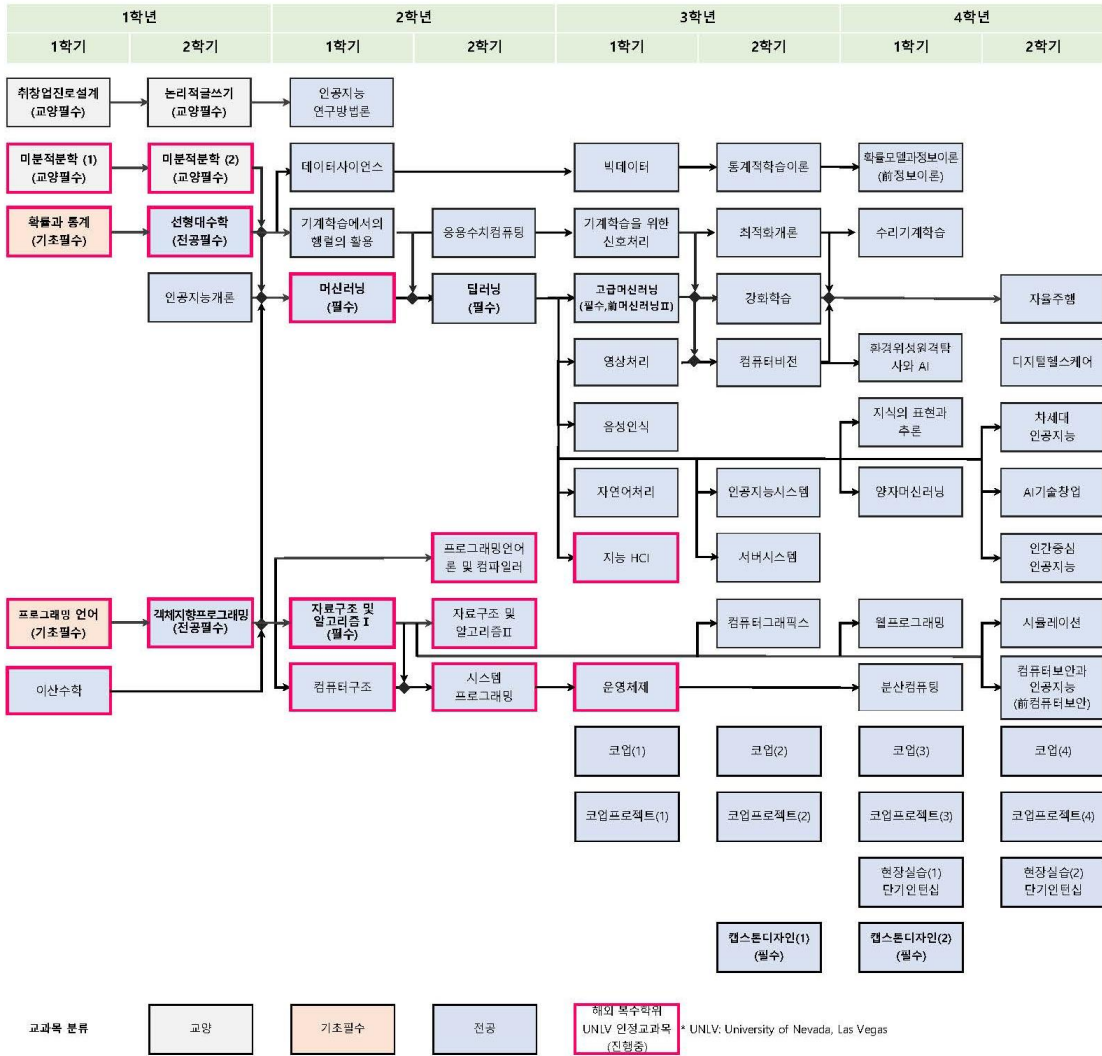 1학년
2학년
3학년
4학년
1학기
2학기
1학기
2학기
1학기
2학기
1학기
2학기
취창업진로설계
(교양필수)
논리적글쓰기
(교양필수)
인공지능
연구방법론
미분적분학 (1)
(교양필수)
미분적분학 (2)
(교양필수)
데이터사이언스
빅데이터
통계적학습이론
확률모델과정보이론
(前정보이론)
확률과 통계
(기초필수)
선형대수학
(전공필수)
기계학습에서의
행렬의 활용
응용수치컴퓨팅
기계학습을 위한
신호처리
최적화개론
수리기계학습
인공지능개론
머신러닝
(필수)
딥러닝
(필수)
고급머신러닝
(필수,前머신러닝Ⅱ)
강화학습
자율주행
영상처리
컴퓨터비전
환경위성원격탐
사와 AI
디지털헬스케어
음성인식
지식의 표현과
추론
차세대
인공지능
자연어처리
인공지능시스템
양자머신러닝
AI기술창업
프로그래밍언어
론 및 컴파일러
지능 HCI
서버시스템
인간중심
인공지능
프로그래밍 언어
(기초필수)
객체지향프로그래밍
(전공필수)
자료구조 및
알고리즘 Ⅰ
(필수)
자료구조 및
알고리즘Ⅱ
컴퓨터그래픽스
웹프로그래밍
시뮬레이션
이산수학
컴퓨터구조
시스템
프로그래밍
운영체제
분산컴퓨팅
컴퓨터보안과
인공지능
(前컴퓨터보안)
코업(1)
코업(2)
코업(3)
코업(4)
코업프로젝트(1)
코업프로젝트(2)
코업프로젝트(3)
코업프로젝트(4)
현장실습(1)
단기인턴십
현장실습(2)
단기인턴십
캡스톤디자인(1)
(필수)
캡스톤디자인(2)
(필수)
교과목 분류
교양
기초필수
전공
해외 복수학위
UNLV 인정교과목
(진행중)
* UNLV: University of Nevada, Las Vegas